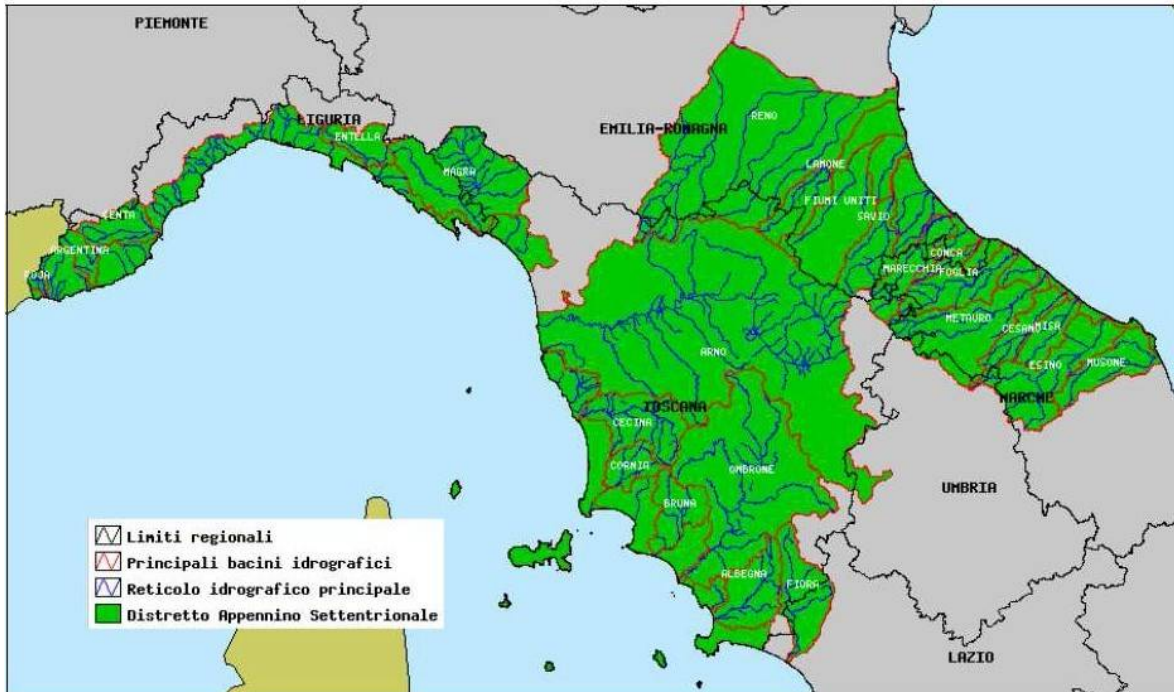 PIEMONTE
LIGURIA
ENTELLA
EMILIA-ROMAGNA
RENO
MAGRA
LAMONE
FIUMI UNITI
SAVIO
CENTA
ARGENTINA
ROJA
CONCA
MARECCHIA
FOGLIA
METAURO
CESANO
MISA
ARNO
ESINO
MUSONE
MARCHE
TOSCANA
CECINA
CORNIA
OMBRONE
BRUNA
UMBRIA
ALBEGNA
FIORA
LAZIO
Limiti regionali
Principali bacini idrografici
Reticolo idrografico principale
Distretto Appennino Settentrionale